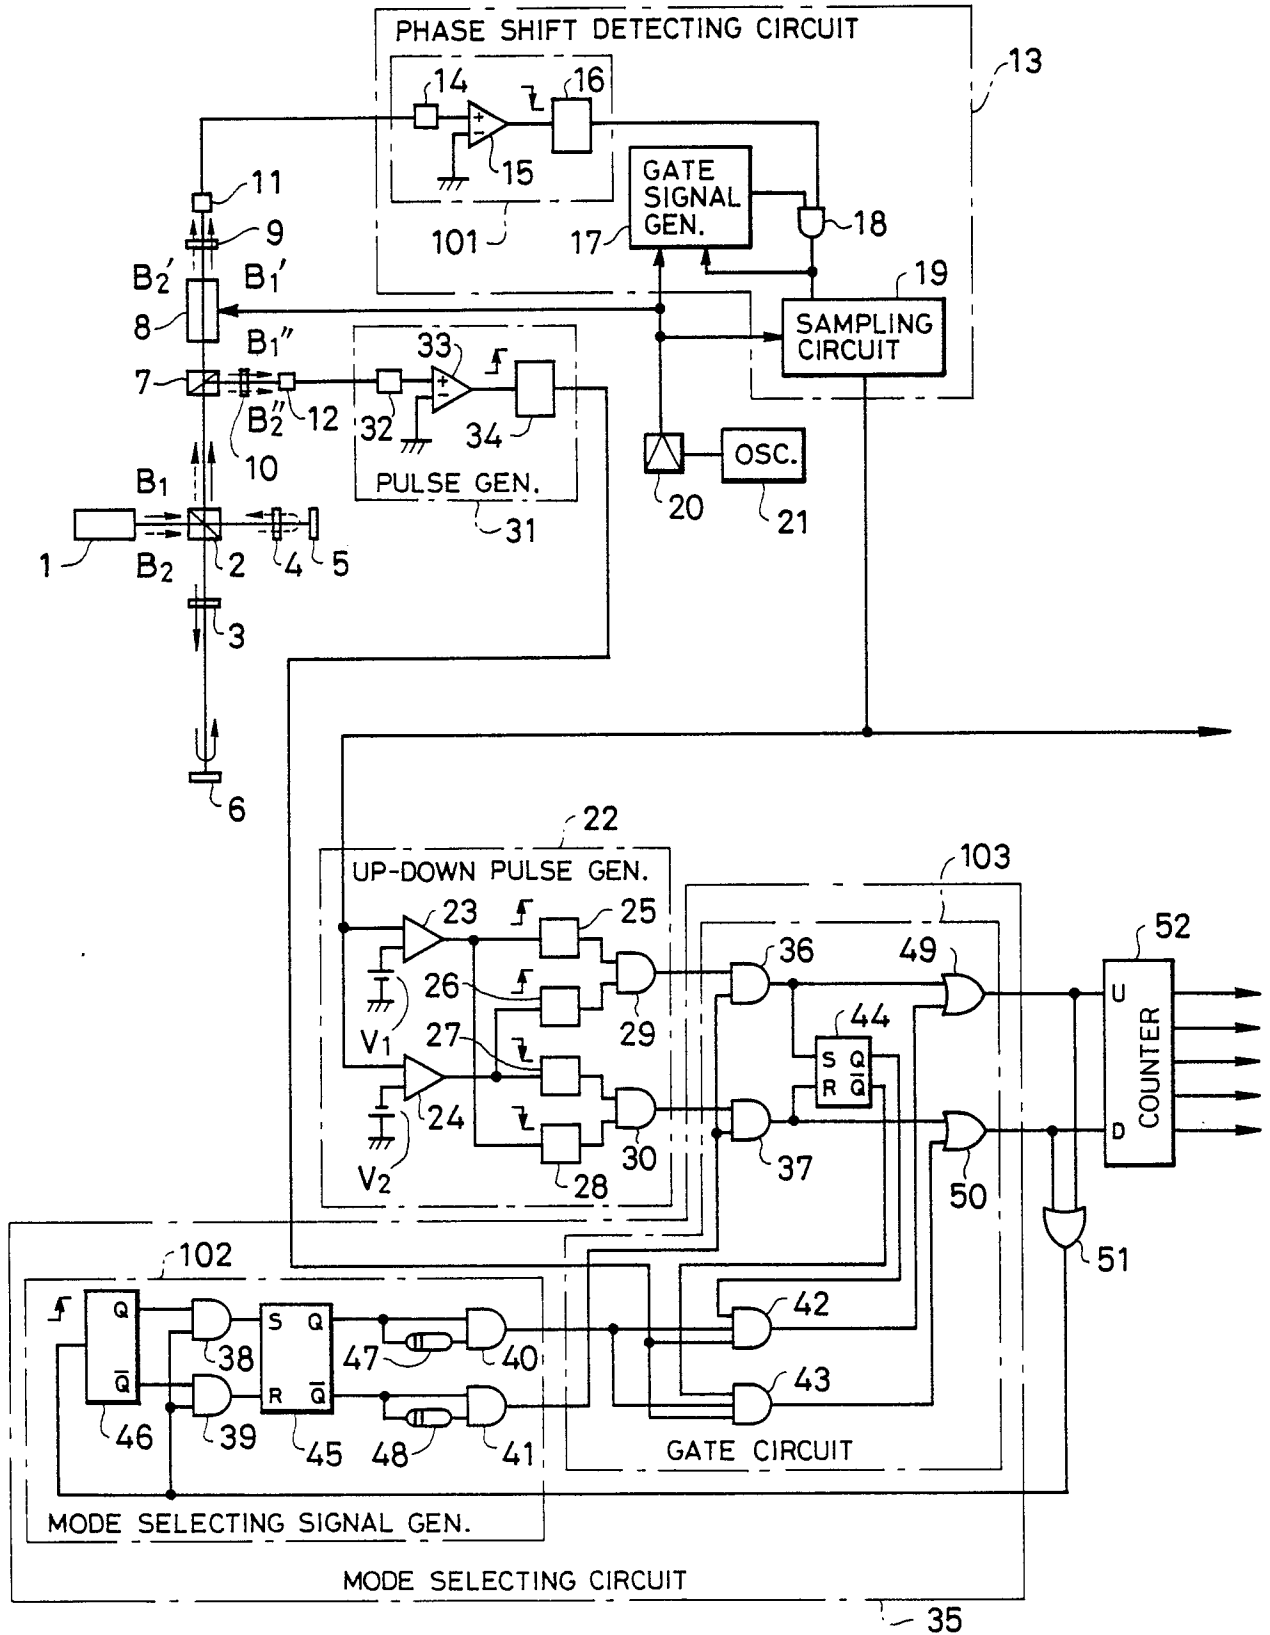 PHASE SHIFT DETECTING CIRCUIT
13
14
16
+
-
15
101
11
9
B2'
B1'
8
GATE
SIGNAL
GEN.
17
18
19
SAMPLING
CIRCUIT
B1''
7
B2''
10
12
33
+
-
32
34
PULSE GEN.
31
20
OSC.
21
B1
B2
1
2
4
5
3
6
22
UP-DOWN PULSE GEN.
23
25
26
27
V1
29
24
V2
28
30
103
36
49
44
S Q
R Q̅
37
50
52
U
D
COUNTER
51
102
Q
Q̅
46
38
39
S Q
R Q̅
45
47
40
48
41
42
43
GATE CIRCUIT
MODE SELECTING SIGNAL GEN.
MODE SELECTING CIRCUIT
35